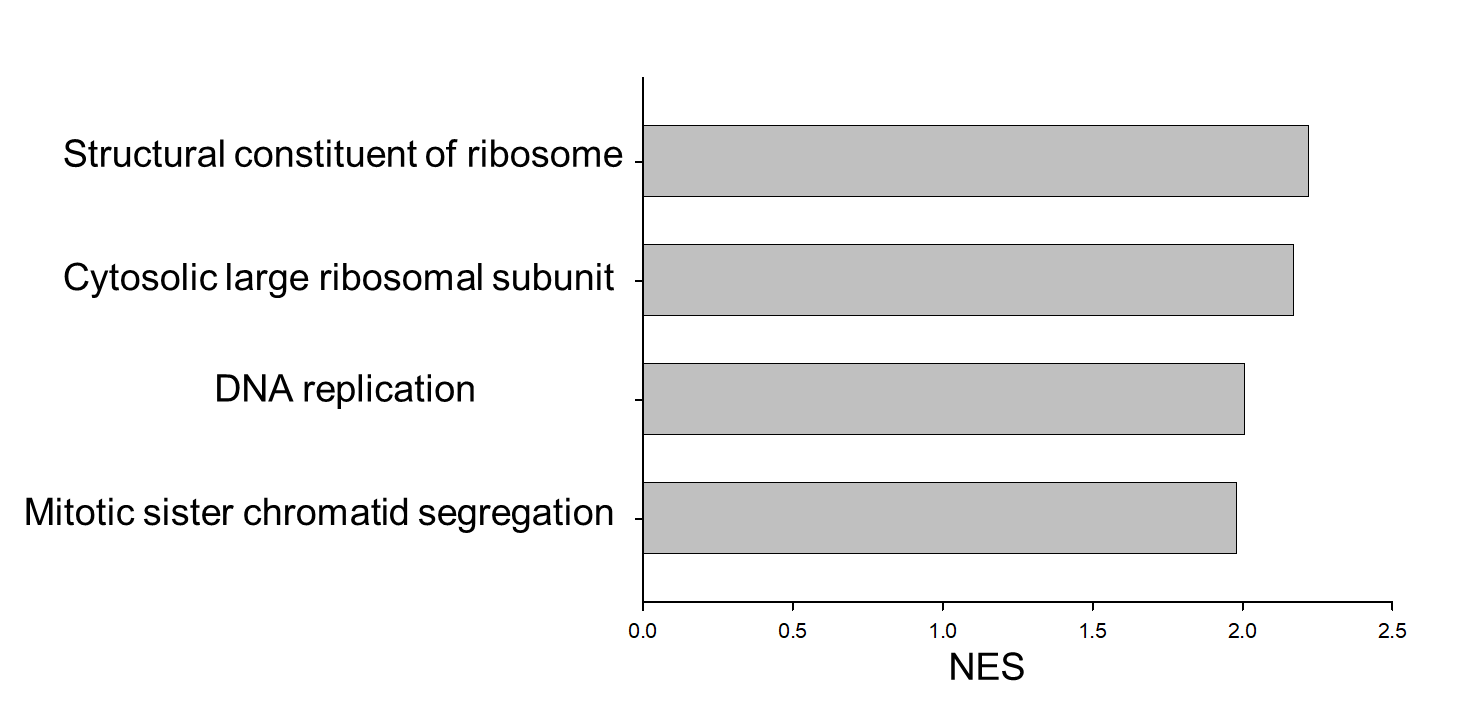 Structural constituent of ribosome
Cytosolic large ribosomal subunit
DNA replication
Mitotic sister chromatid segregation
0.0 0.5 1.0 1.5 2.0 2.5
NES